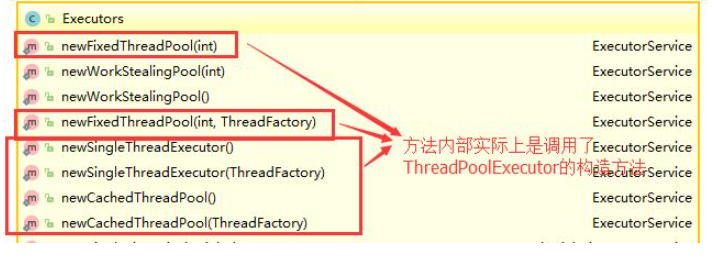 Executors
newFixedThreadPool(int) ExecutorService
newWorkStealingPool(int) ExecutorService
newWorkStealingPool() ExecutorService
newFixedThreadPool(int, ThreadFactory) ExecutorService
newSingleThreadExecutor() ExecutorService
newSingleThreadExecutor(ThreadFactory) ExecutorService
newCachedThreadPool() ExecutorService
newCachedThreadPool(ThreadFactory) ExecutorService
方法内部实际上是调用了
ThreadPoolExecutor的构造方法